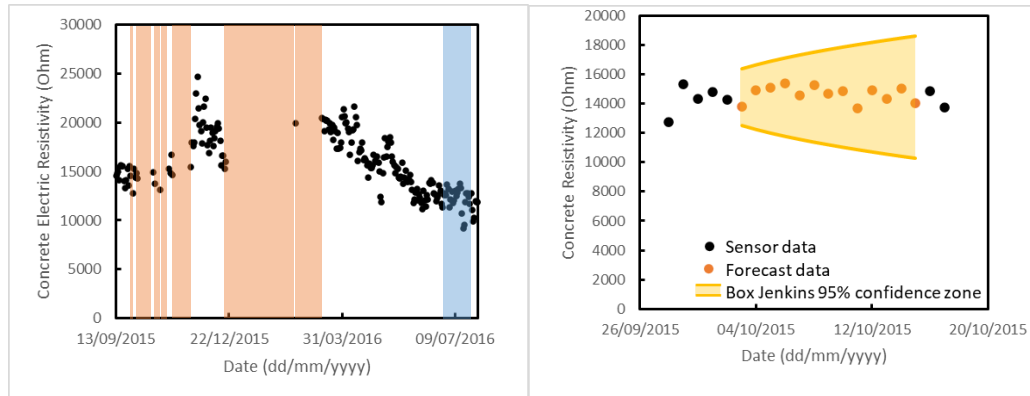 30000
25000
20000
15000
10000
5000
0
Concrete Electric Resistivity (Ohm)
13/09/2015 22/12/2015 31/03/2016 09/07/2016
Date (dd/mm/yyyy)
20000
18000
16000
14000
12000
10000
8000
6000
4000
2000
0
Concrete Resistivity (Ohm)
Sensor data
Forecast data
Box Jenkins 95% confidence zone
26/09/2015 04/10/2015 12/10/2015 20/10/2015
Date (dd/mm/yyyy)